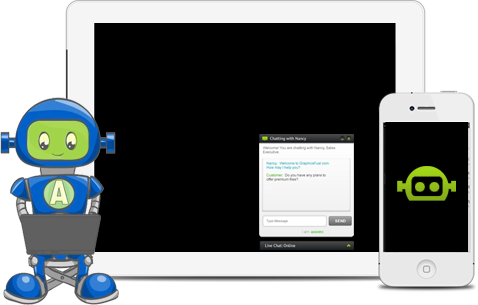 Chatting with Nancy
Welcome! You are chatting with Nancy, Sales
Executive
Nancy: Welcome to
How may I help you?
Customer: Do you have any plans to
offer premium files?
Type Message
SEND
Live Chat: Online
A